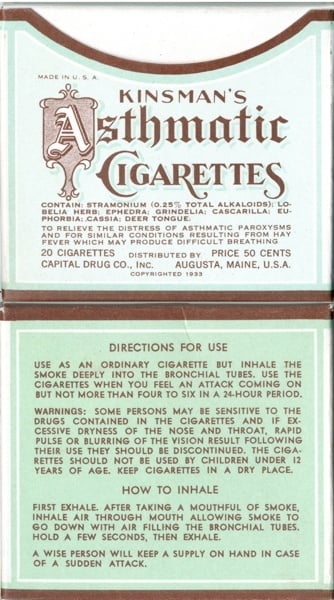 MADE IN U.S.A.
KINSMAN'S
Asthmatic
CIGARETTES
CONTAIN: STRAMONIUM (0.25% TOTAL ALKALOIDS); LO-
BELIA HERB; EPHEDRA; GRINDELIA; CASCARILLA; EU-
PHORBIA; CASSIA; DEER TONGUE.
TO RELIEVE THE DISTRESS OF ASTHMATIC PAROXYSMS
AND FOR SIMILAR CONDITIONS RESULTING FROM HAY
FEVER WHICH MAY PRODUCE DIFFICULT BREATHING
20 CIGARETTES DISTRIBUTED BY PRICE 50 CENTS
CAPITAL DRUG CO., INC. AUGUSTA, MAINE, U.S.A.
COPYRIGHTED 1933
DIRECTIONS FOR USE
USE AS AN ORDINARY CIGARETTE BUT INHALE THE
SMOKE DEEPLY INTO THE BRONCHIAL TUBES. USE THE
CIGARETTES WHEN YOU FEEL AN ATTACK COMING ON
BUT NOT MORE THAN FOUR TO SIX IN A 24-HOUR PERIOD.
WARNINGS: SOME PERSONS MAY BE SENSITIVE TO THE
DRUGS CONTAINED IN THE CIGARETTES AND IF EX-
CESSIVE DRYNESS OF THE NOSE AND THROAT, RAPID
PULSE OR BLURRING OF THE VISION RESULT FOLLOWING
THEIR USE THEY SHOULD BE DISCONTINUED. THE CIGA-
RETTES SHOULD NOT BE USED BY CHILDREN UNDER 12
YEARS OF AGE. KEEP CIGARETTES IN A DRY PLACE.
HOW TO INHALE
FIRST EXHALE. AFTER TAKING A MOUTHFUL OF SMOKE,
INHALE AIR THROUGH MOUTH ALLOWING SMOKE TO
GO DOWN WITH AIR FILLING THE BRONCHIAL TUBES.
HOLD A FEW SECONDS, THEN EXHALE.
A WISE PERSON WILL KEEP A SUPPLY ON HAND IN CASE
OF A SUDDEN ATTACK.